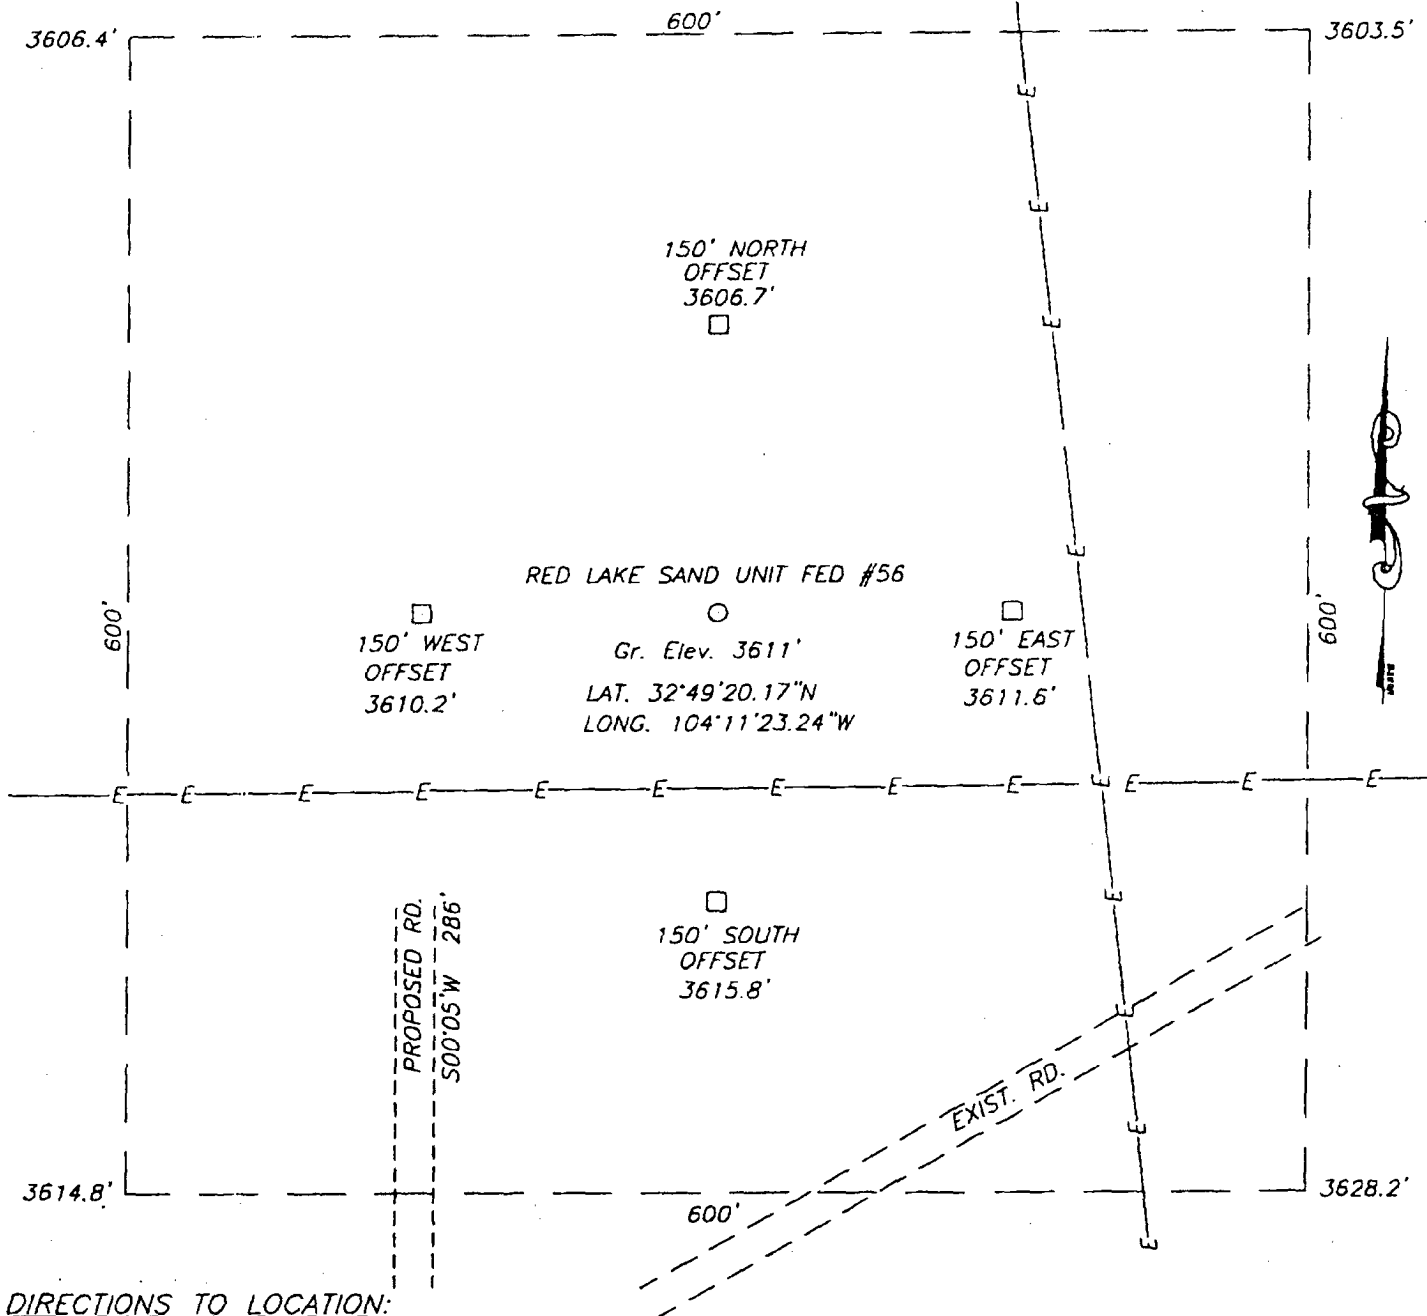 600'
3606.4'
3603.5'
E
E
150' NORTH
OFFSET
3606.7'
E
E
RED LAKE SAND UNIT FED #56
600'
600'
150' WEST
OFFSET
3610.2'
Gr. Elev. 3611'
LAT. 32°49'20.17"N
LONG. 104°11'23.24"W
150' EAST
OFFSET
3611.6'
NORTH
E E E E E E E E E E E E E
E
PROPOSED RD.
S00°05'W 286'
150' SOUTH
OFFSET
3615.8'
E
EXIST. RD.
E
3614.8'
600'
3628.2'
E
DIRECTIONS TO LOCATION: